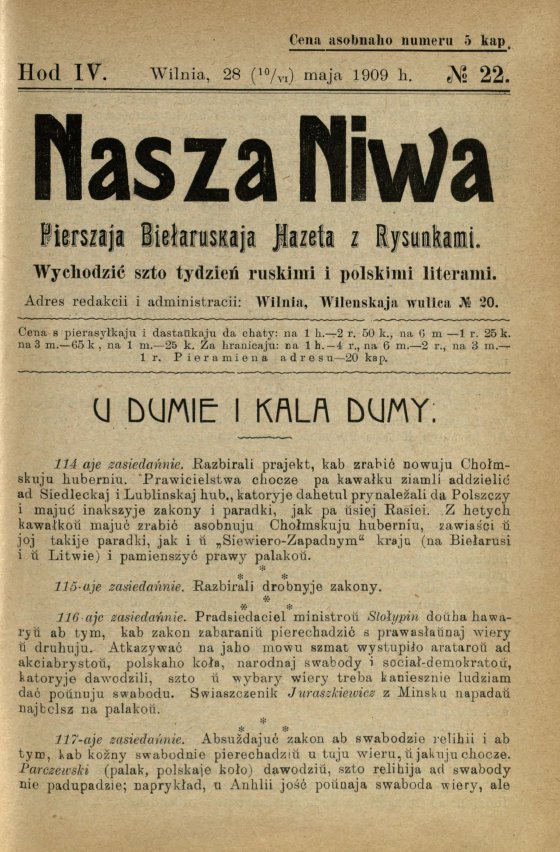 Cena asobnaho numeru 5 kap.
Hod IV. Wilnia, 28 (10/VI) maja 1909 h. № 22.
Nasza Niwa
Pierszaja Biełaruskaja Hazeta z Rysunkami.
Wychodzić szto tydzień ruskimi i polskimi literami.
Adres redakcii i administracii: Wilnia, Wilenskaja wulica № 20.
Cena s pierasyłkaju i dastaŭkaju da chaty: na 1 h.—2 r. 50 k., na 6 m —1 r. 25 k.
na 3 m.—65 k , na 1 m.—25 k. Za hranicaju: na 1 h.-4 r., na 6 m.—2 r., na 3 m.—
1 r. Pieramiena adresu—20 kap.
U DUMIE I KALA DUMY.
114 aje zasiedańnie. Razbirali prajekt, kab zrabić nowuju Chołm-
skuju huberniu. Prawicielstwa chocze pa kawałku ziamli addzielić
ad Siedleckaj i Lublinskaj hub., katoryje dahetul prynależali da Polszczy
i majuć inakszyje zakony i paradki, jak pa ŭsiej Rasiei. Z hetych
kawałkoŭ majuć zrabić asobnuju Chołmskuju huberniu, zawiaści ŭ
joj takije paradki, jak i ŭ „Siewiero-Zapadnym“ kraju (na Biełarusi
i ŭ Litwie) i pamienszyć prawy palakoŭ.
* * *
115-aje zasiedańnie. Razbirali drobnyje zakony.
* * *
116 aje zasiedańnie. Pradsiedaciel ministroŭ Stołypin doŭha hawa-
ryŭ ab tym, kab zakon zabaraniŭ pierechadzić s prawasłaŭnaj wiery
ŭ druhuju. Atkazywać na jaho mowu szmat wystupiło arataroŭ ad
akciabrystoŭ, polskaho koła, narodnaj swabody i sociał-demokratoŭ,
katoryje dawodzili, szto ŭ wybary wiery treba kaniesznie ludziam
dać poŭnuju swabodu. Swiaszczenik Juraszkiewicz z Minsku napadaŭ
najbolsz na palakoŭ.
* * *
117-aje zasiedańnie. Absużdajuć zakon ab swabodzie relihii i ab
tym, kab kożny swabodnie pierechadziŭ u tuju wieru, ŭ jakuju chocze.
Parczewski (palak, polskaje koło) dawodziŭ, szto relihija ad swabody
nie padupadzie; naprykład, u Anhlii jość poŭnaja swaboda wiery, ale